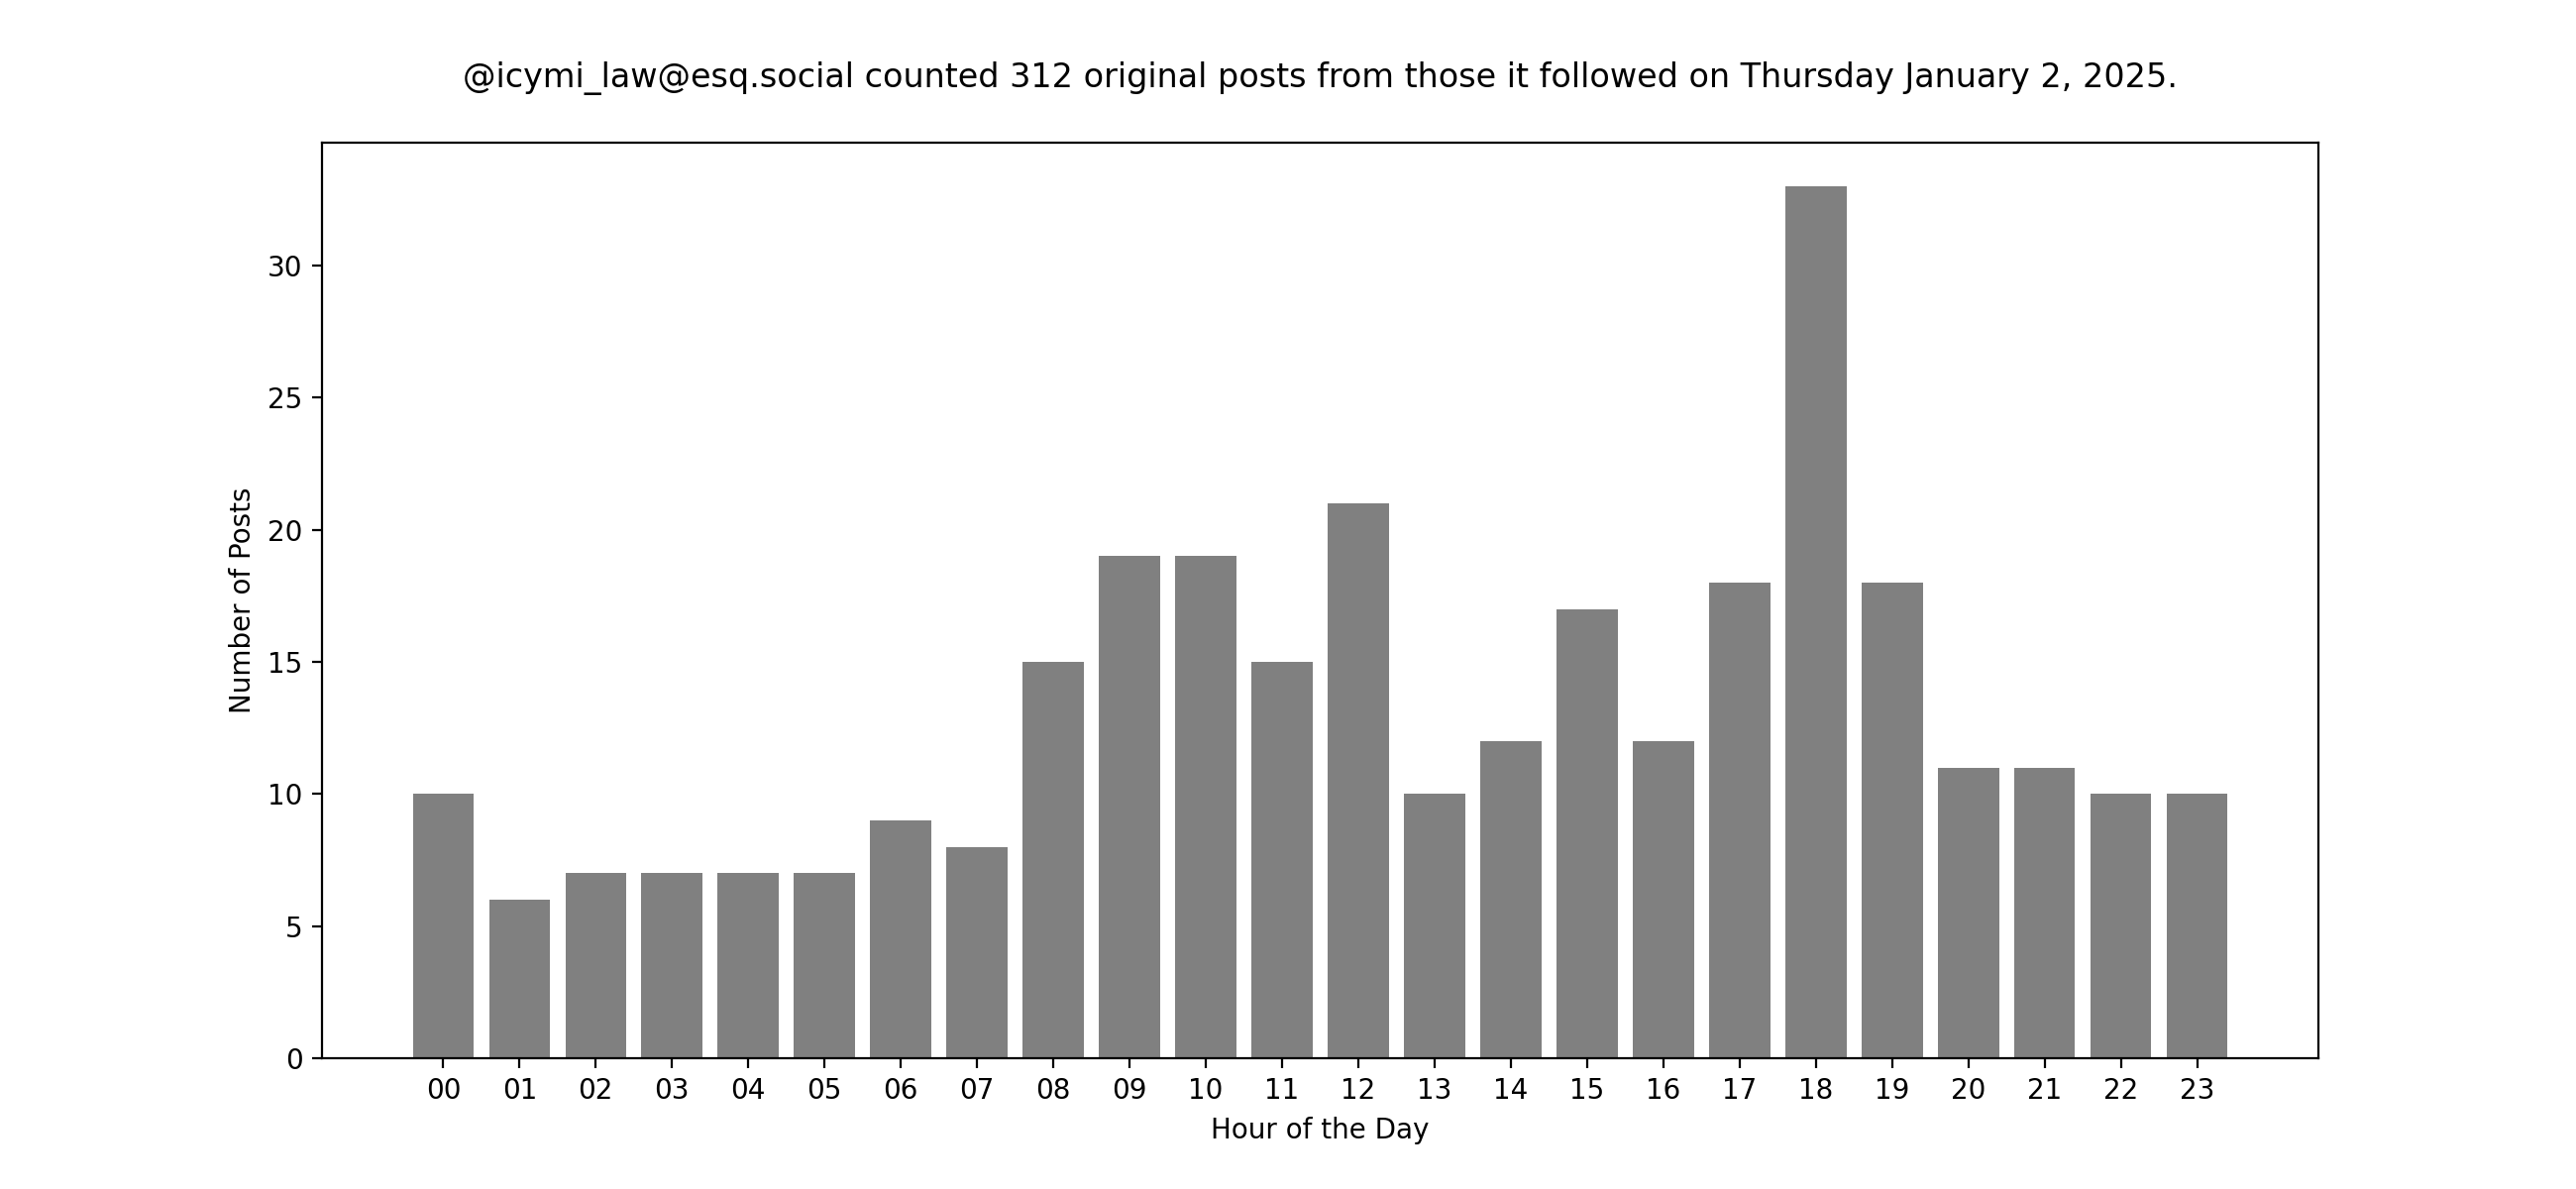 @icymi_law@esq.social counted 312 original posts from those it followed on Thursday January 2, 2025.
30
25
20
15
10
5
0
Number of Posts
00 01 02 03 04 05 06 07 08 09 10 11 12 13 14 15 16 17 18 19 20 21 22 23
Hour of the Day